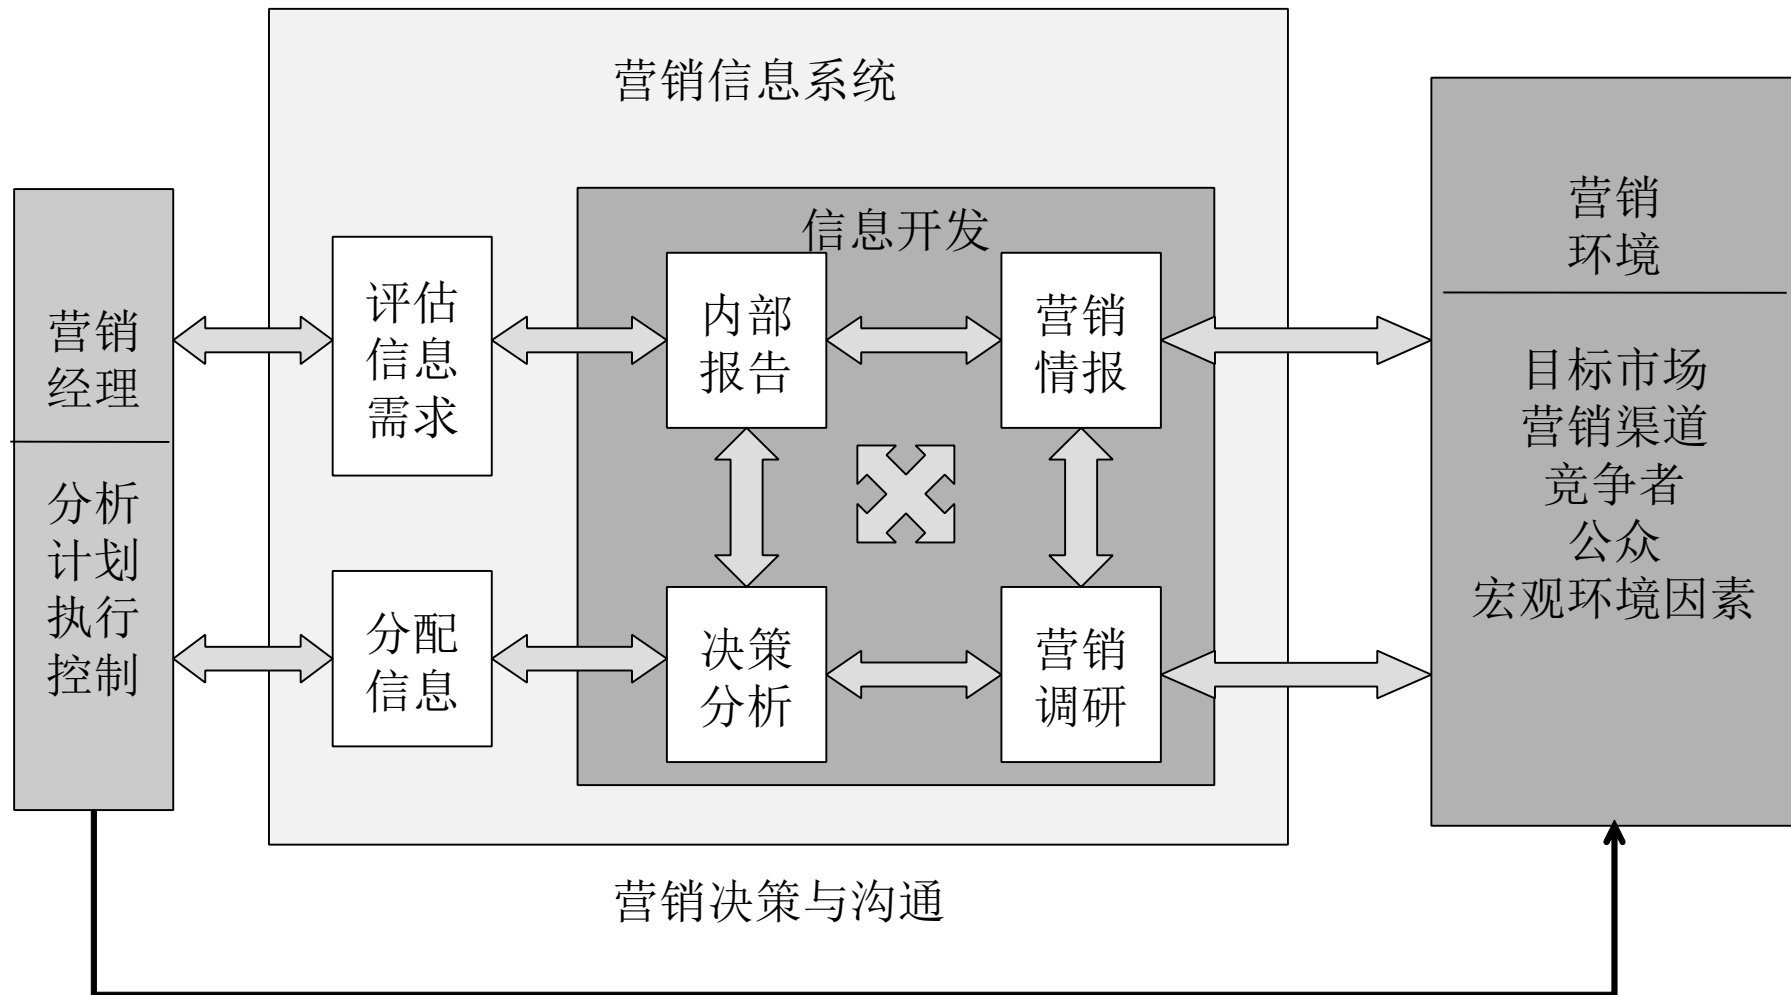 营销信息系统
营销
经理
分析
计划
执行
控制
评估
信息
需求
分配
信息
信息开发
内部
报告
营销
情报
决策
分析
营销
调研
营销
环境
目标市场
营销渠道
竞争者
公众
宏观环境因素
营销决策与沟通